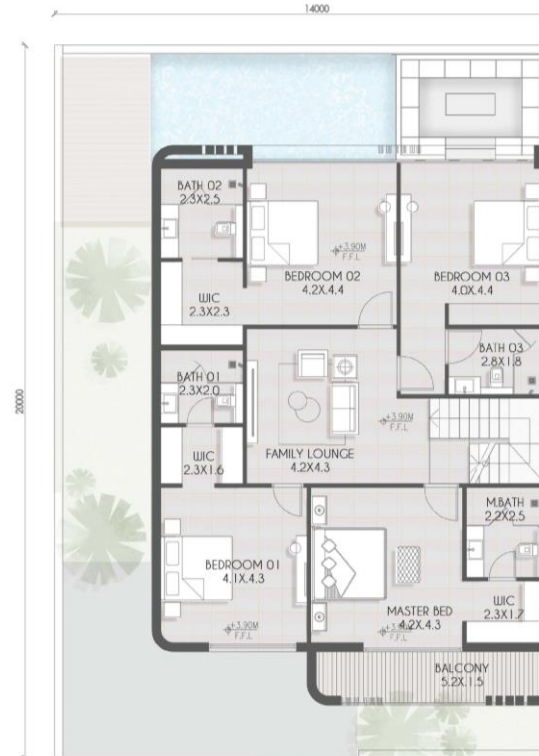 14000
20000
BATH 02
2.3X2.5
+3.90M
F.F.L
BEDROOM 02
4.2X4.4
BEDROOM 03
4.0X4.4
WIC
2.3X2.3
BATH 03
2.8X1.8
BATH 01
2.3X2.0
+3.90M
F.F.L
FAMILY LOUNGE
4.2X4.3
WIC
2.3X1.6
M.BATH
2.2X2.5
BEDROOM 01
4.1X4.3
WIC
2.3X1.7
MASTER BED
4.2X4.3
+3.90M
F.F.L
F.F.L
BALCONY
5.2X1.5